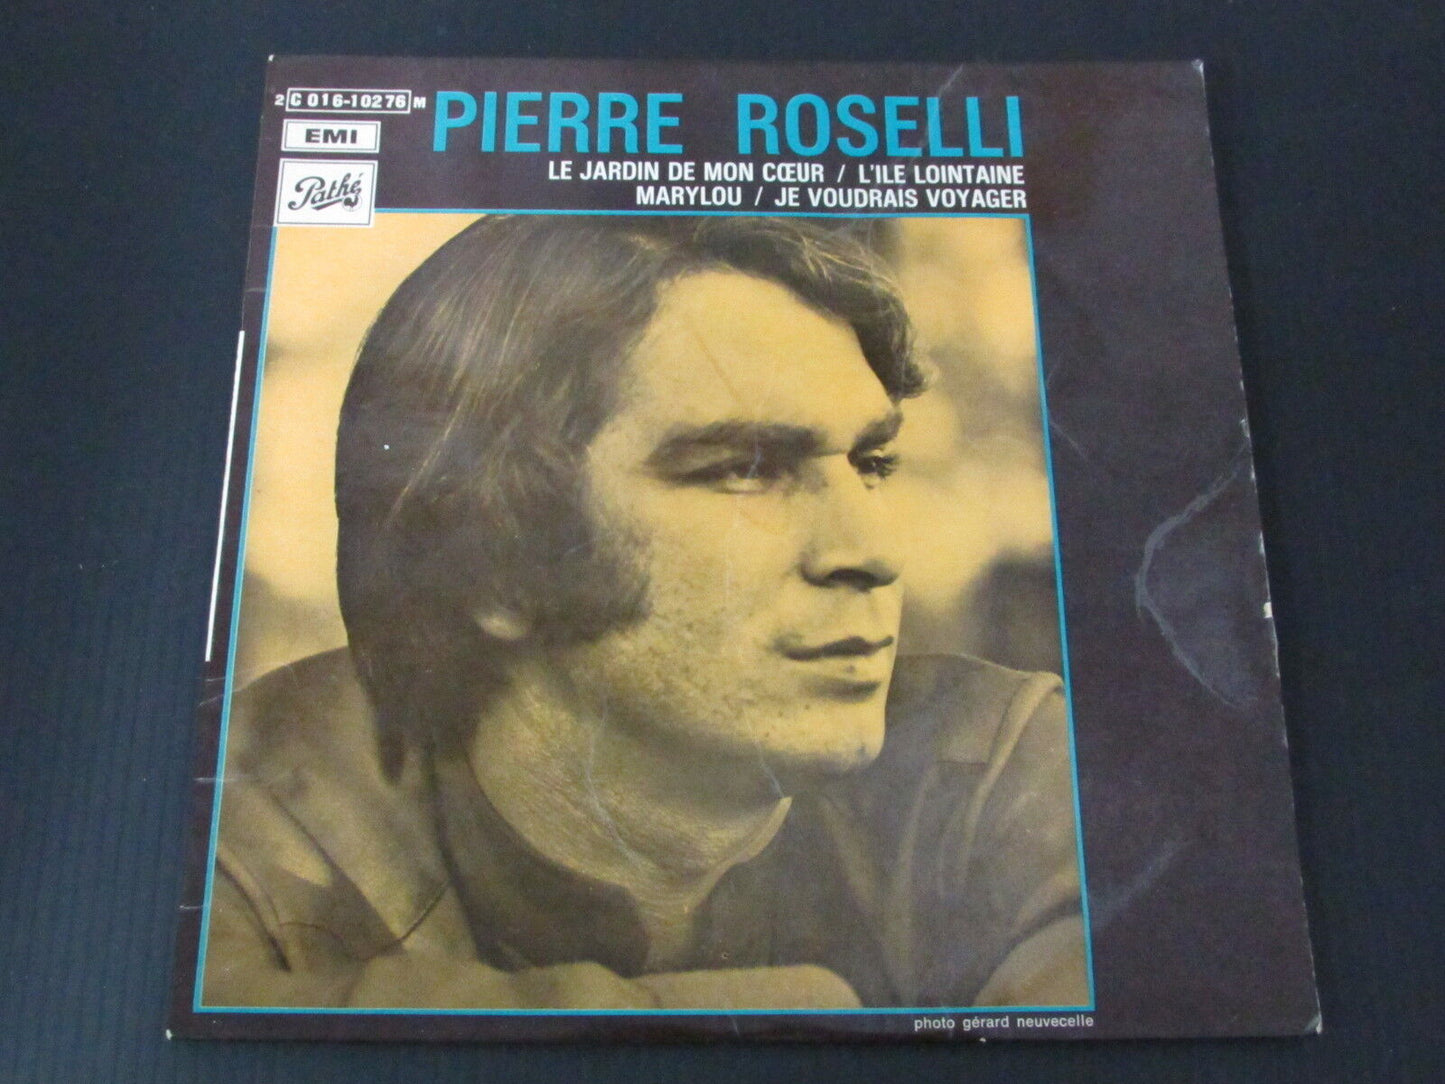 2 C 016-10276 M
EMI
Pathé
PIERRE ROSELLI
LE JARDIN DE MON CŒUR / L'ILE LOINTAINE
MARYLOU / JE VOUDRAIS VOYAGER
photo gérard neuvecelle